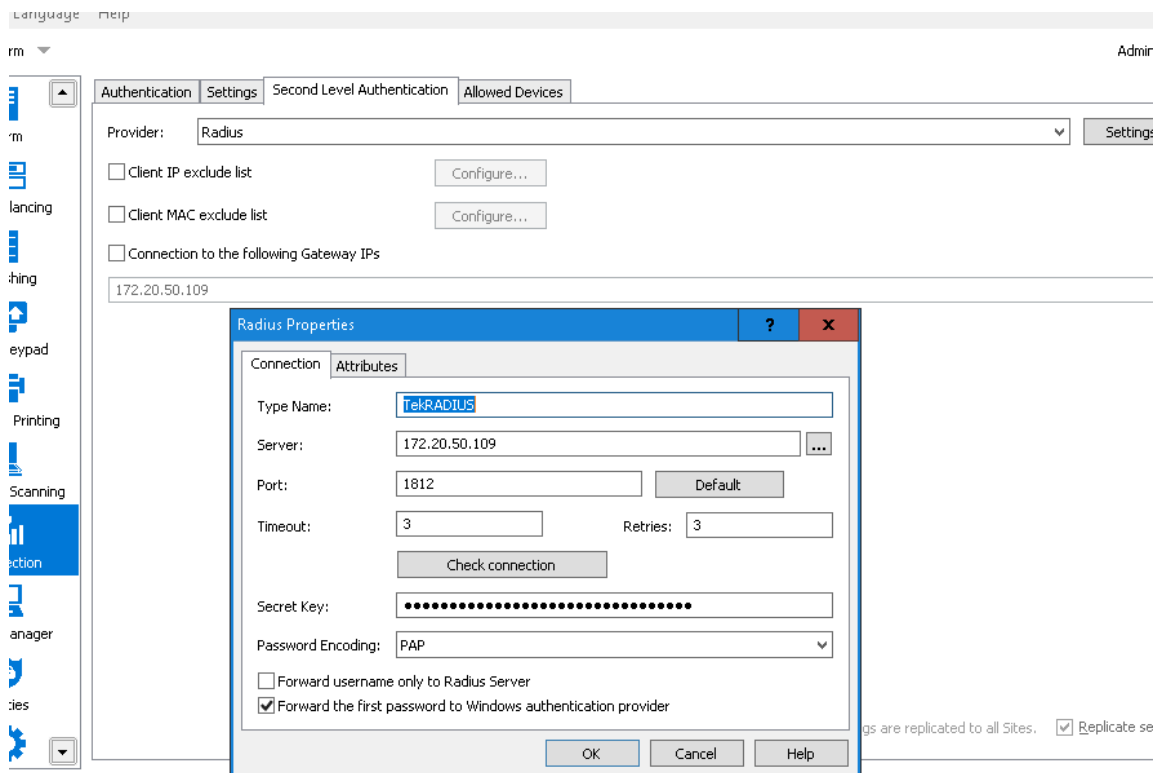 Language Help
rm
Admin
Authentication Settings Second Level Authentication Allowed Devices
Provider: Radius Settings
Client IP exclude list Configure...
Client MAC exclude list Configure...
Connection to the following Gateway IPs
172.20.50.109
rm
lancing
hing
eypad
Printing
Scanning
ection
anager
cies
Radius Properties ? x
Connection Attributes
Type Name: TekRADIUS
Server: 172.20.50.109 ...
Port: 1812 Default
Timeout: 3 Retries: 3
Check connection
Secret Key: ••••••••••••••••••••••••••••••••
Password Encoding: PAP
Forward username only to Radius Server
Forward the first password to Windows authentication provider
OK Cancel Help
gs are replicated to all Sites. Replicate se